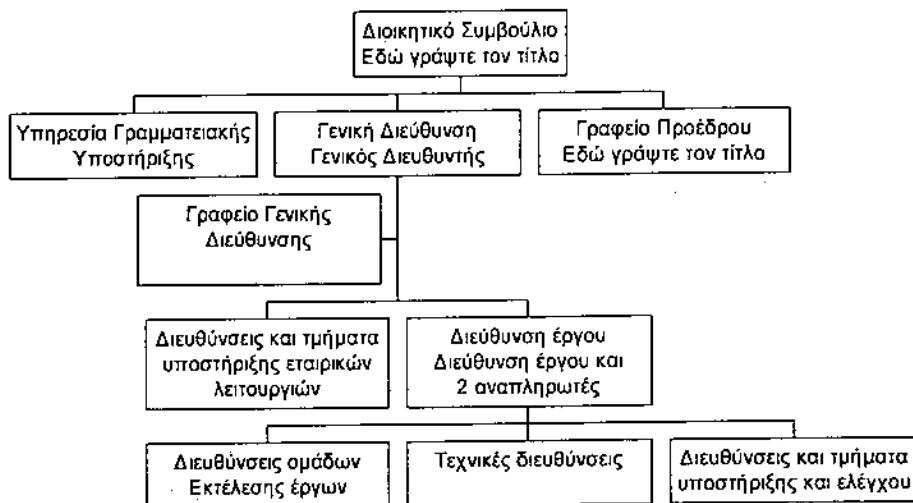 Διοικητικό Συμβούλιο
Εδώ γράψτε τον τίτλο
Υπηρεσία Γραμματειακής
Υποστήριξης
Γενική Διεύθυνση
Γενικός Διευθυντής
Γραφείο Προέδρου
Εδώ γράψτε τον τίτλο
Γραφείο Γενικής
Διεύθυνσης
Διευθύνσεις και τμήματα
υποστήριξης εταιρικών
λειτουργιών
Διεύθυνση έργου
Διεύθυνση έργου και
2 αναπληρωτές
Διευθύνσεις ομάδων
Εκτέλεσης έργων
Τεχνικές διευθύνσεις
Διευθύνσεις και τμήματα
υποστήριξης και ελέγχου